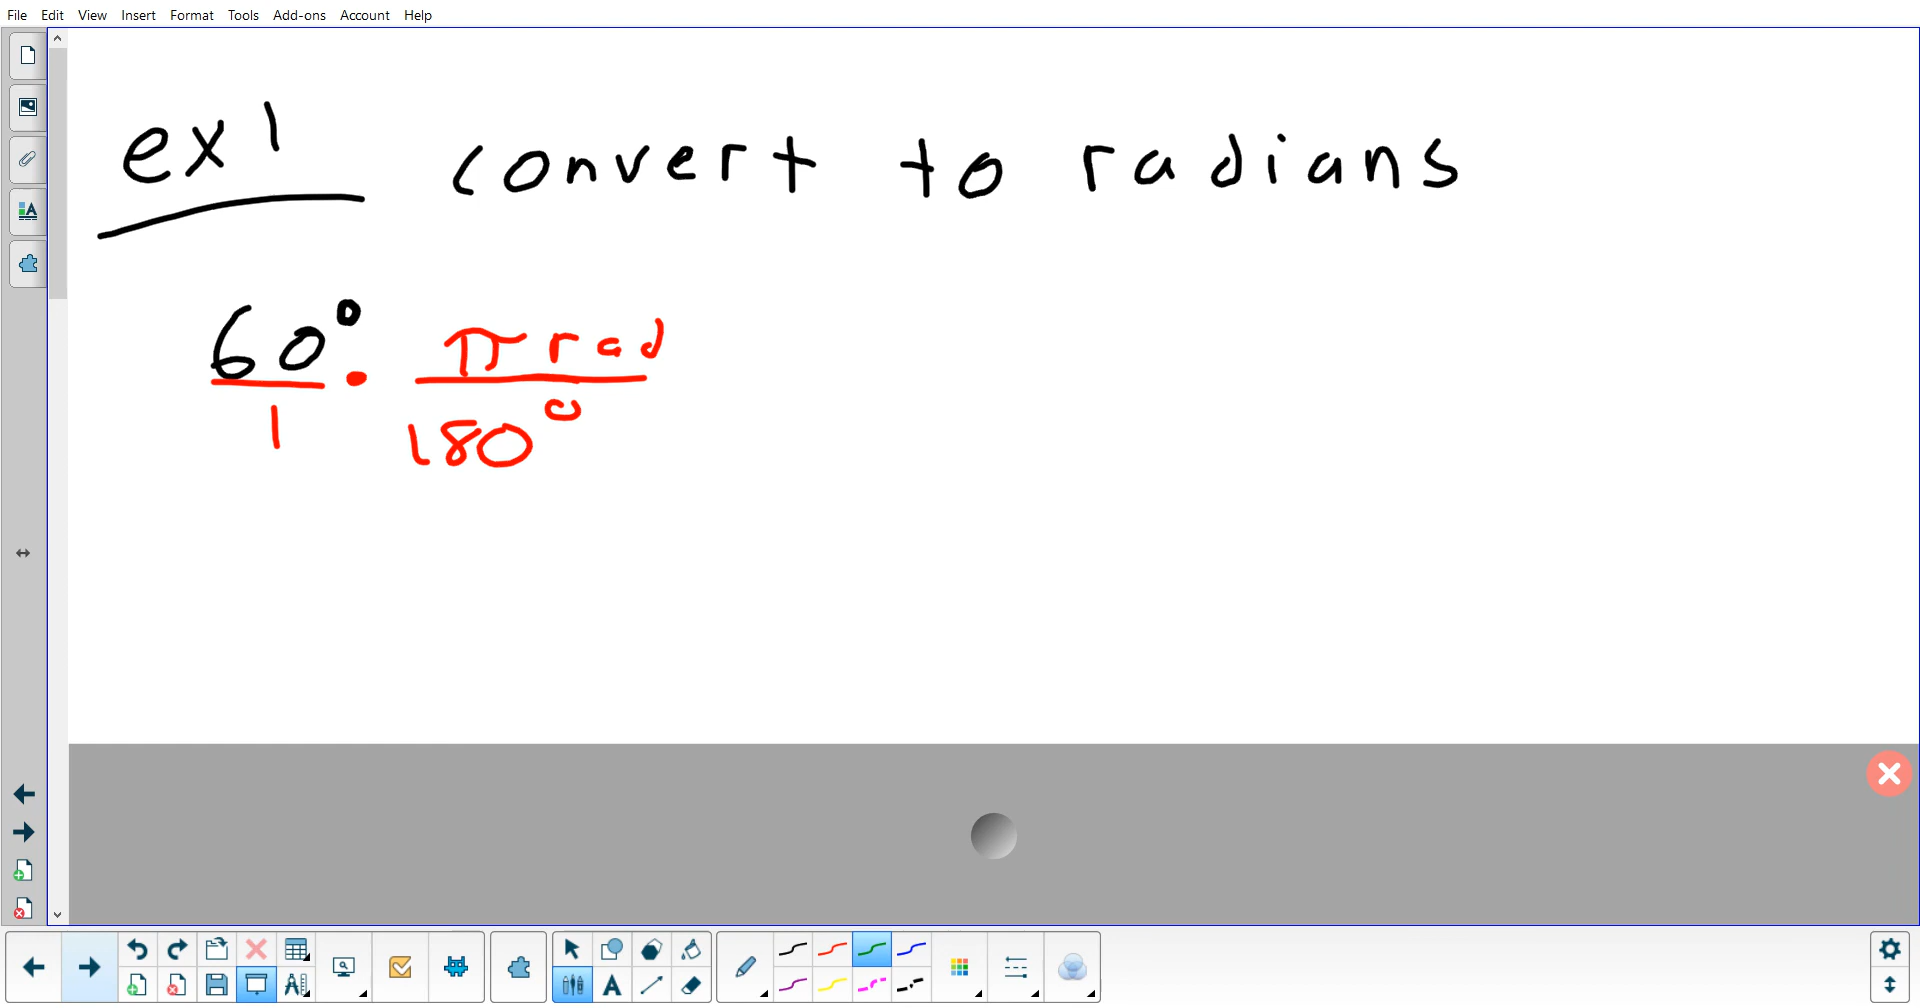 File Edit View Insert Format Tools Add-ons Account Help
ex 1 convert to radians
60° · π rad
1 180°